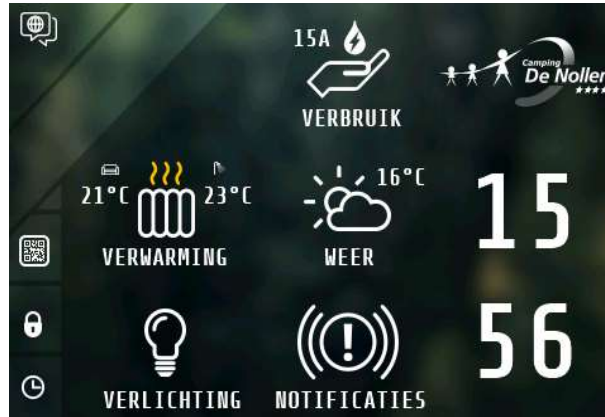 15A
VERBRUIK
Camping
De Noller
★★★★
21°C
23°C
VERWARMING
16°C
WEER
15
56
VERLICHTING
NOTIFICATIES